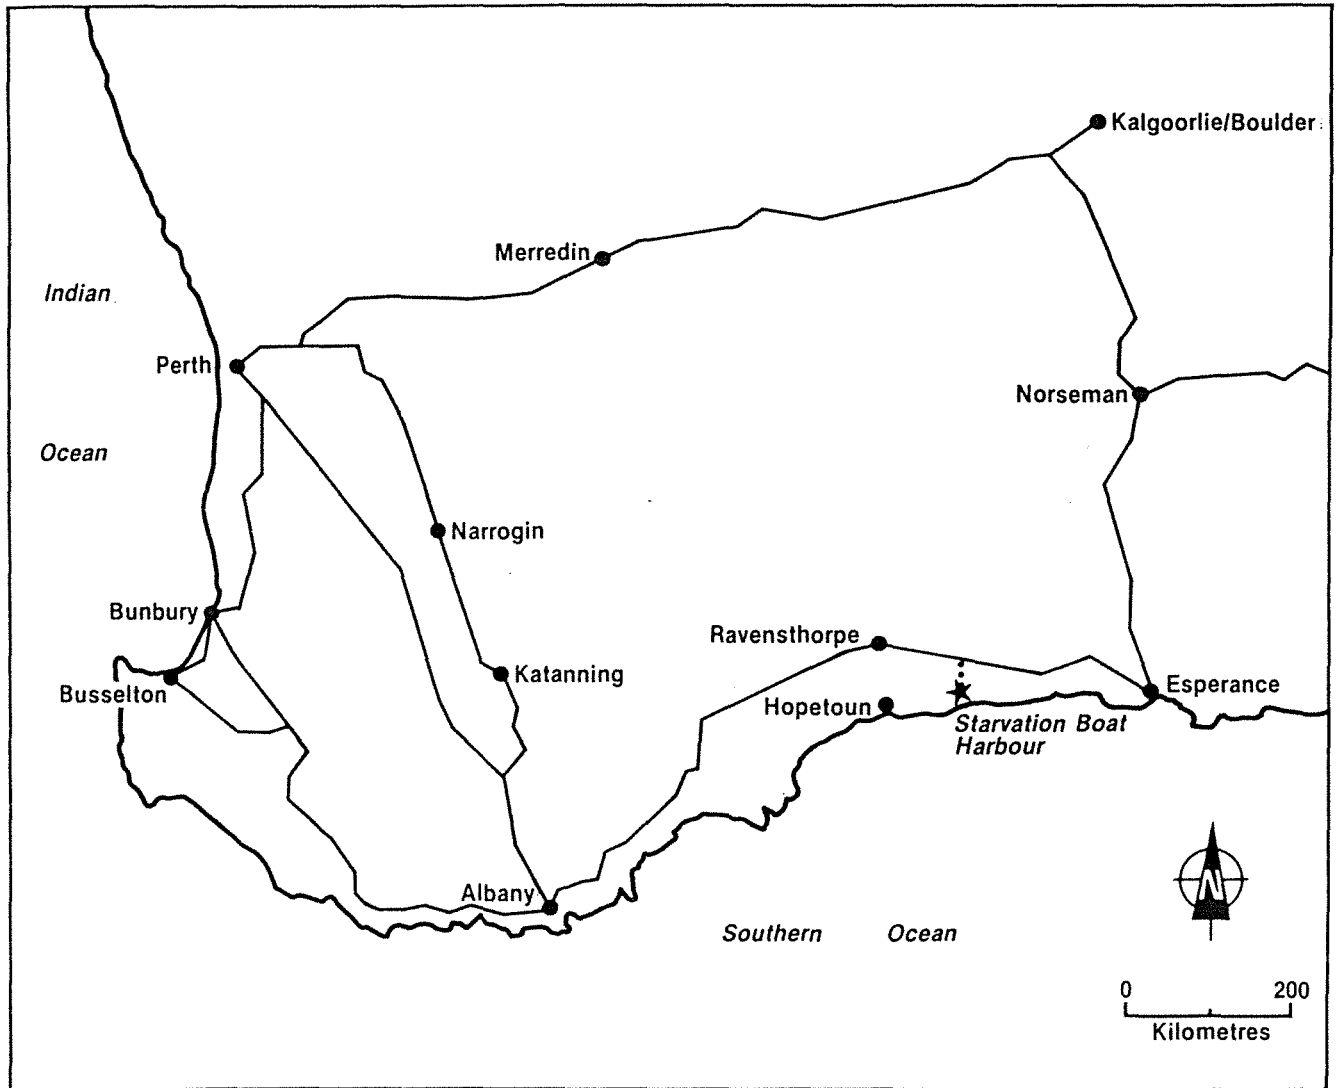 Kalgoorlie/Boulder
Merredin
Indian
Perth
Norseman
Ocean
Narrogin
Bunbury
Ravensthorpe
Katanning
Busselton
Esperance
Hopetoun
Starvation Boat
Harbour
Albany
Southern Ocean
N
0 200
Kilometres